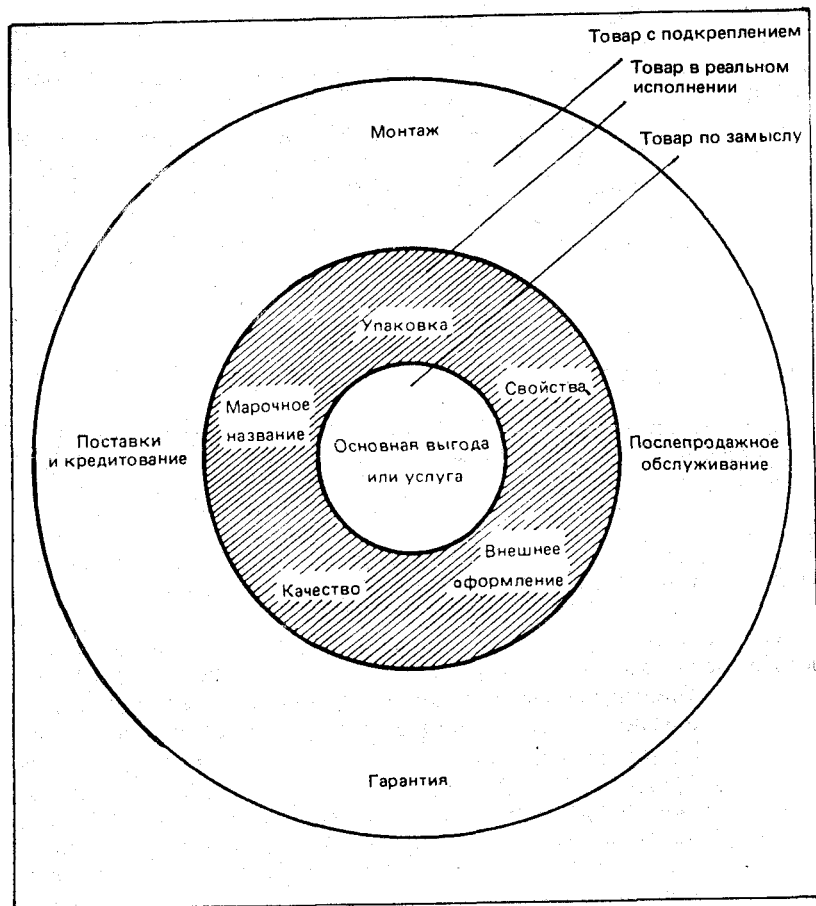 Товар с подкреплением
Товар в реальном
исполнении
Товар по замыслу
Монтаж
Упаковка
Свойства
Марочное
название
Основная выгода
или услуга
Поставки
и кредитование
Послепродажное
обслуживание
Внешнее
оформление
Качество
Гарантия